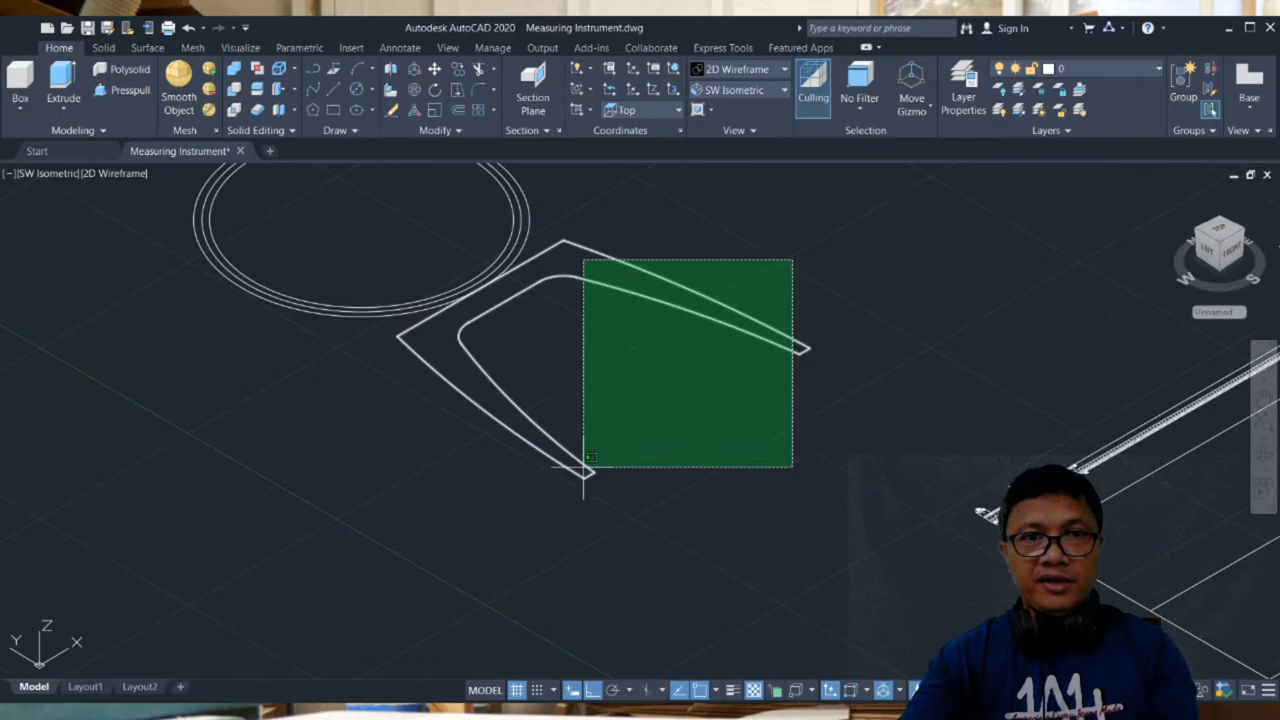 Autodesk AutoCAD 2020 Measuring Instrument.dwg
Type a keyword or phrase
Sign In
Home Solid Surface Mesh Visualize Parametric Insert Annotate View Manage Output Add-ins Collaborate Express Tools Featured Apps
Box
Extrude
Polysolid
Presspull
Smooth Object
Section Plane
Top
2D Wireframe
SW Isometric
Culling
No Filter
Move Gizmo
Layer Properties
0
Group
Base
Modeling Mesh Solid Editing Draw Modify Section Coordinates View Selection Layers Groups View
Start Measuring Instrument*
[−][SW Isometric][2D Wireframe]
TOP
LEFT
FRONT
W
S
Unnamed
Z
Y
X
Model Layout1 Layout2
MODEL